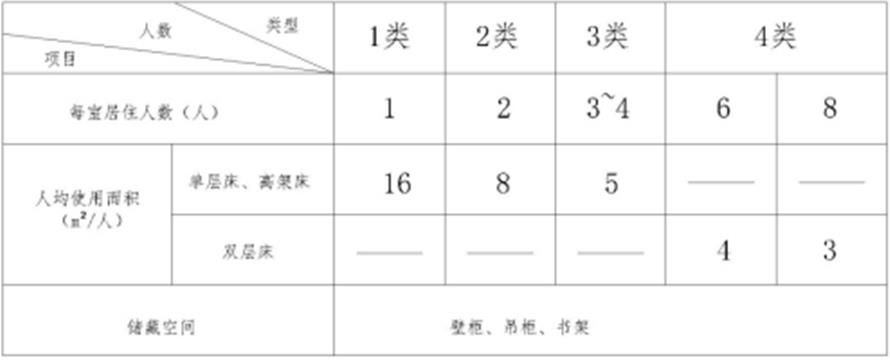 人数
类型
项目
1类
2类
3类
4类
每室居住人数（人）
1
2
3~4
6
8
人均使用面积
（m²/人）
单层床、高架床
16
8
5
——
——
双层床
——
——
——
4
3
储藏空间
壁柜、吊柜、书架